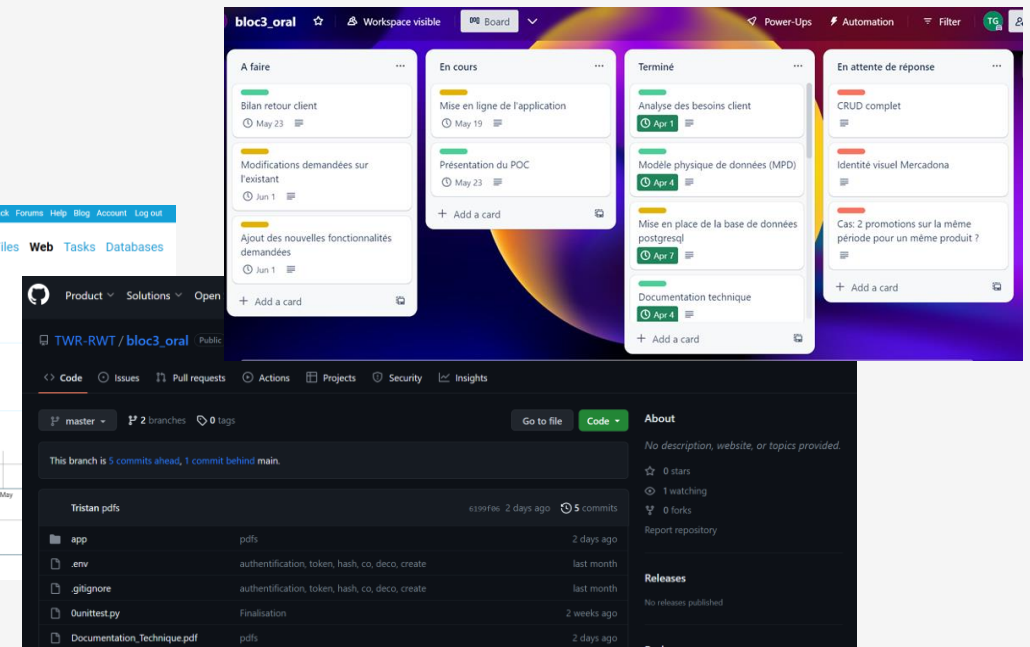 bloc3_oral Workspace visible Board Power-Ups Automation Filter TG
A faire ...
Bilan retour client
May 23
Modifications demandées sur
l'existant
Jun 1
Ajout des nouvelles fonctionnalités
demandées
Jun 1
+ Add a card
En cours ...
Mise en ligne de l'application
May 19
Présentation du POC
May 23
+ Add a card
Terminé ...
Analyse des besoins client
Apr 1
Modéle physique de données (MPD)
Apr 4
Mise en place de la base de données
postgresql
Apr 7
Documentation technique
Apr 4
+ Add a card
En attente de réponse ...
CRUD complet
Identité visuel Mercadona
Cas: 2 promotions sur la même
période pour un même produit ?
+ Add a card
Forums Help Blog Account Log out
Web Tasks Databases
May
Product Solutions Open
TWR-RWT / bloc3_oral Public
<> Code Issues Pull requests Actions Projects Security Insights
master 2 branches 0 tags Go to file Code
This branch is 5 commits ahead, 1 commit behind main.
Tristan pdfs 6199f06 2 days ago 5 commits
app pdfs 2 days ago
.env authentification, token, hash, co, deco, create last month
.gitignore authentification, token, hash, co, deco, create last month
0unittest.py Finalisation 2 weeks ago
Documentation_Technique.pdf pdfs 2 days ago
About
No description, website, or topics provided.
0 stars
1 watching
0 forks
Report repository
Releases
No releases published